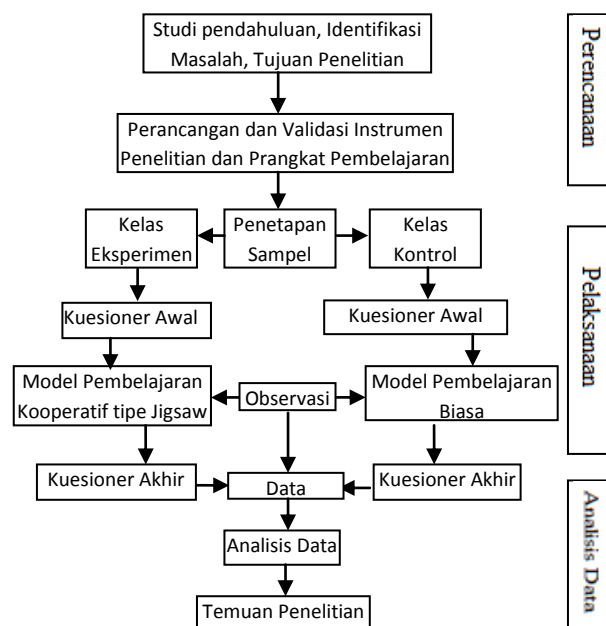 Studi pendahuluan, Identifikasi
Masalah, Tujuan Penelitian
Perencanaan
Perancangan dan Validasi Instrumen
Penelitian dan Prangkat Pembelajaran
Kelas
Eksperimen
Penetapan
Sampel
Kelas
Kontrol
Pelaksanaan
Kuesioner Awal
Kuesioner Awal
Model Pembelajaran
Kooperatif tipe Jigsaw
Observasi
Model Pembelajaran
Biasa
Kuesioner Akhir
Data
Kuesioner Akhir
Analisis Data
Analisis Data
Temuan Penelitian